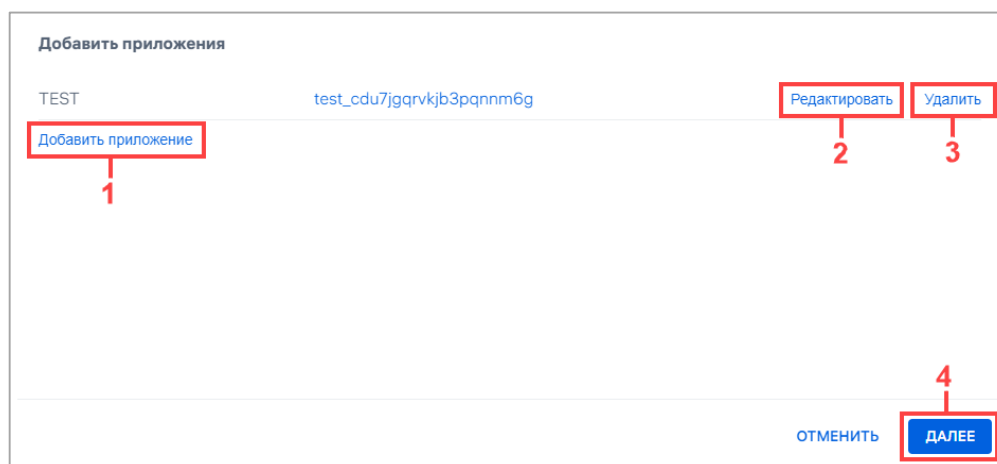 Добавить приложения
TEST test_cdu7jgqrvkjb3pqnnm6g Редактировать Удалить
Добавить приложение
1
2
3
4
ОТМЕНИТЬ ДАЛЕЕ